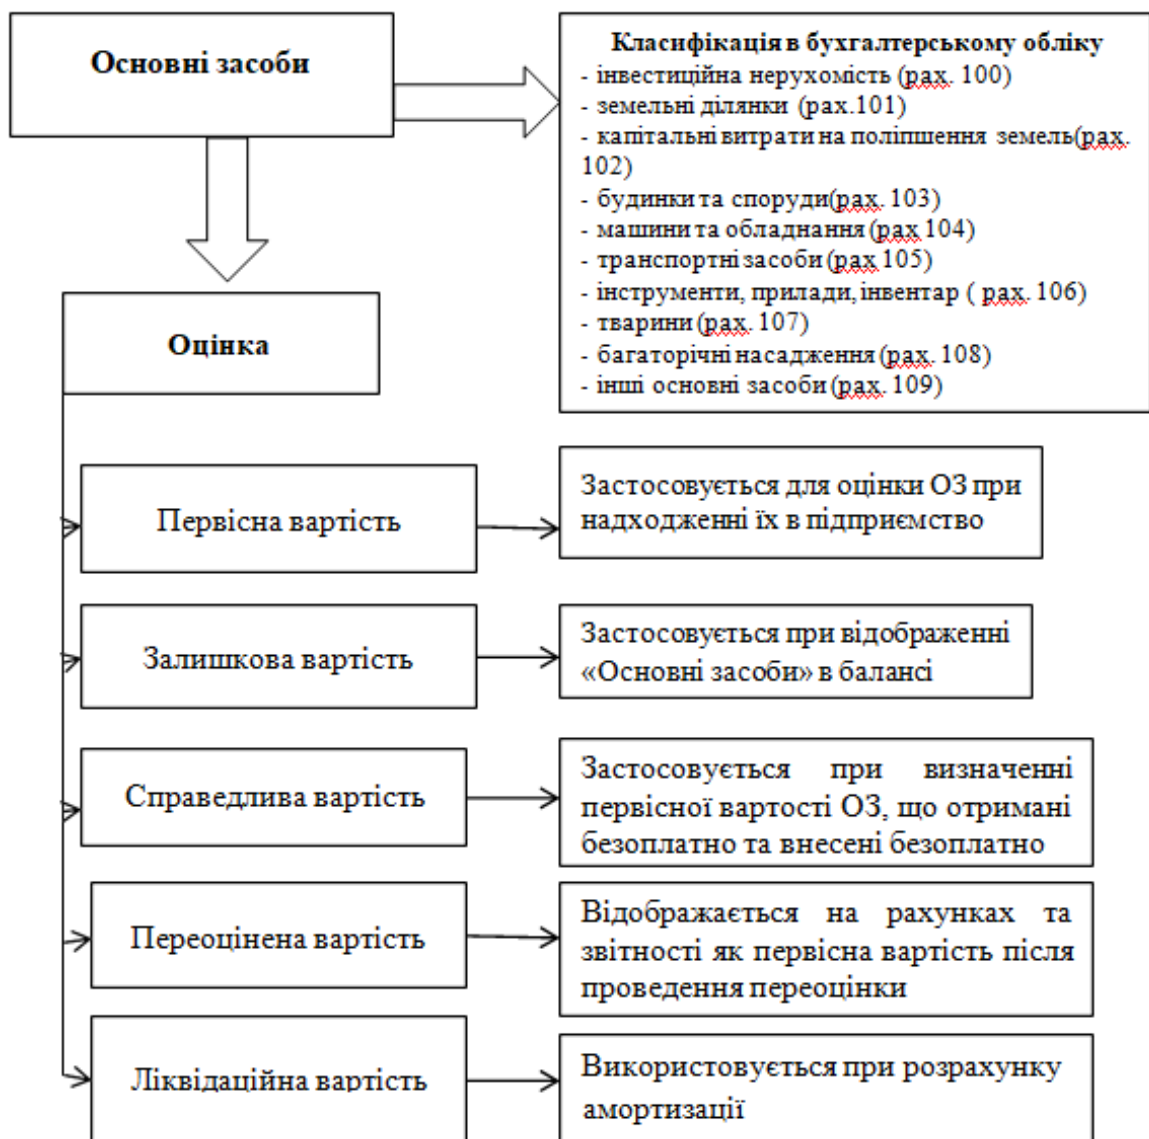 Основні засоби
Класифікація в бухгалтерському обліку
- інвестиційна нерухомість (рах. 100)
- земельні ділянки (рах.101)
- капітальні витрати на поліпшення земель(рах.
102)
- будинки та споруди(рах. 103)
- машини та обладнання (рах 104)
- транспортні засоби (рах 105)
- інструменти, прилади, інвентар ( рах. 106)
- тварини (рах. 107)
- багаторічні насадження (рах. 108)
- інші основні засоби (рах. 109)
Оцінка
Первісна вартість
Застосовується для оцінки ОЗ при
надходженні їх в підприємство
Залишкова вартість
Застосовується при відображенні
«Основні засоби» в балансі
Справедлива вартість
Застосовується при визначенні
первісної вартості ОЗ, що отримані
безоплатно та внесені безоплатно
Переоцінена вартість
Відображається на рахунках та
звітності як первісна вартість після
проведення переоцінки
Ліквідаційна вартість
Використовується при розрахунку
амортизації